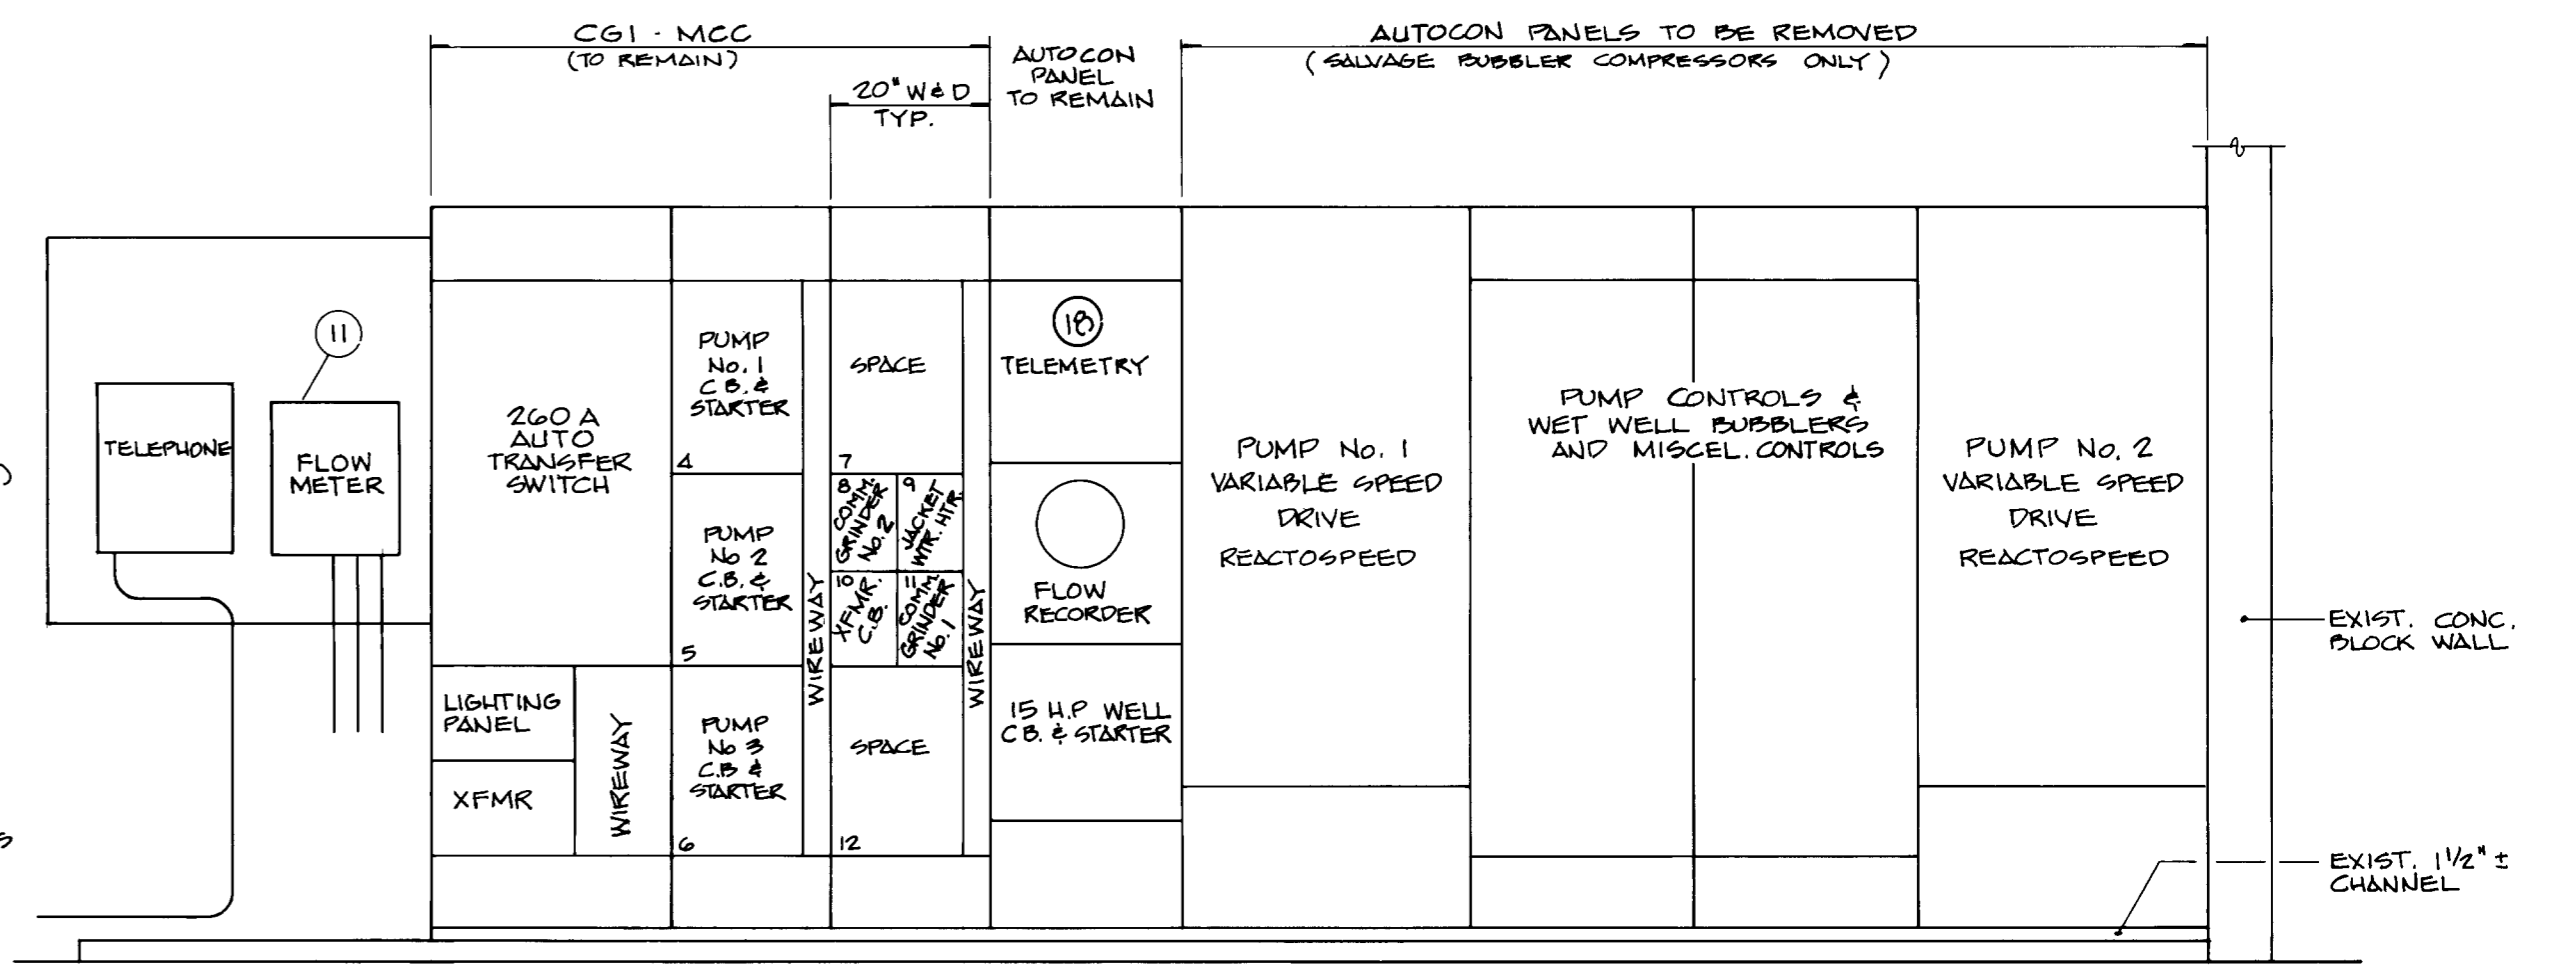 CGI - MCC
(TO REMAIN)
20" W & D
TYP.
AUTOCON
PANEL
TO REMAIN
AUTOCON PANELS TO BE REMOVED
(SALVAGE BUBBLER COMPRESSORS ONLY)
TELEPHONE
11
FLOW
METER
260 A
AUTO
TRANSFER
SWITCH
LIGHTING
PANEL
XFMR
WIREWAY
PUMP
No. 1
C B. &
STARTER
4
PUMP
No 2
C.B. &
STARTER
5
PUMP
No 3
C.B &
STARTER
6
WIREWAY
SPACE
7
8
COMM.
GRINDER
No. 2
9
JACKET
WTR. HTR.
10
XFMR.
C.B.
11
COMM.
GRINDER
No. 1
SPACE
12
WIREWAY
18
TELEMETRY
FLOW
RECORDER
15 H.P WELL
C B. & STARTER
PUMP No. 1
VARIABLE SPEED
DRIVE
REACTOSPEED
PUMP CONTROLS &
WET WELL BUBBLERS
AND MISCEL. CONTROLS
PUMP No. 2
VARIABLE SPEED
DRIVE
REACTOSPEED
EXIST. CONC.
BLOCK WALL
EXIST. 1 1/2" ±
CHANNEL